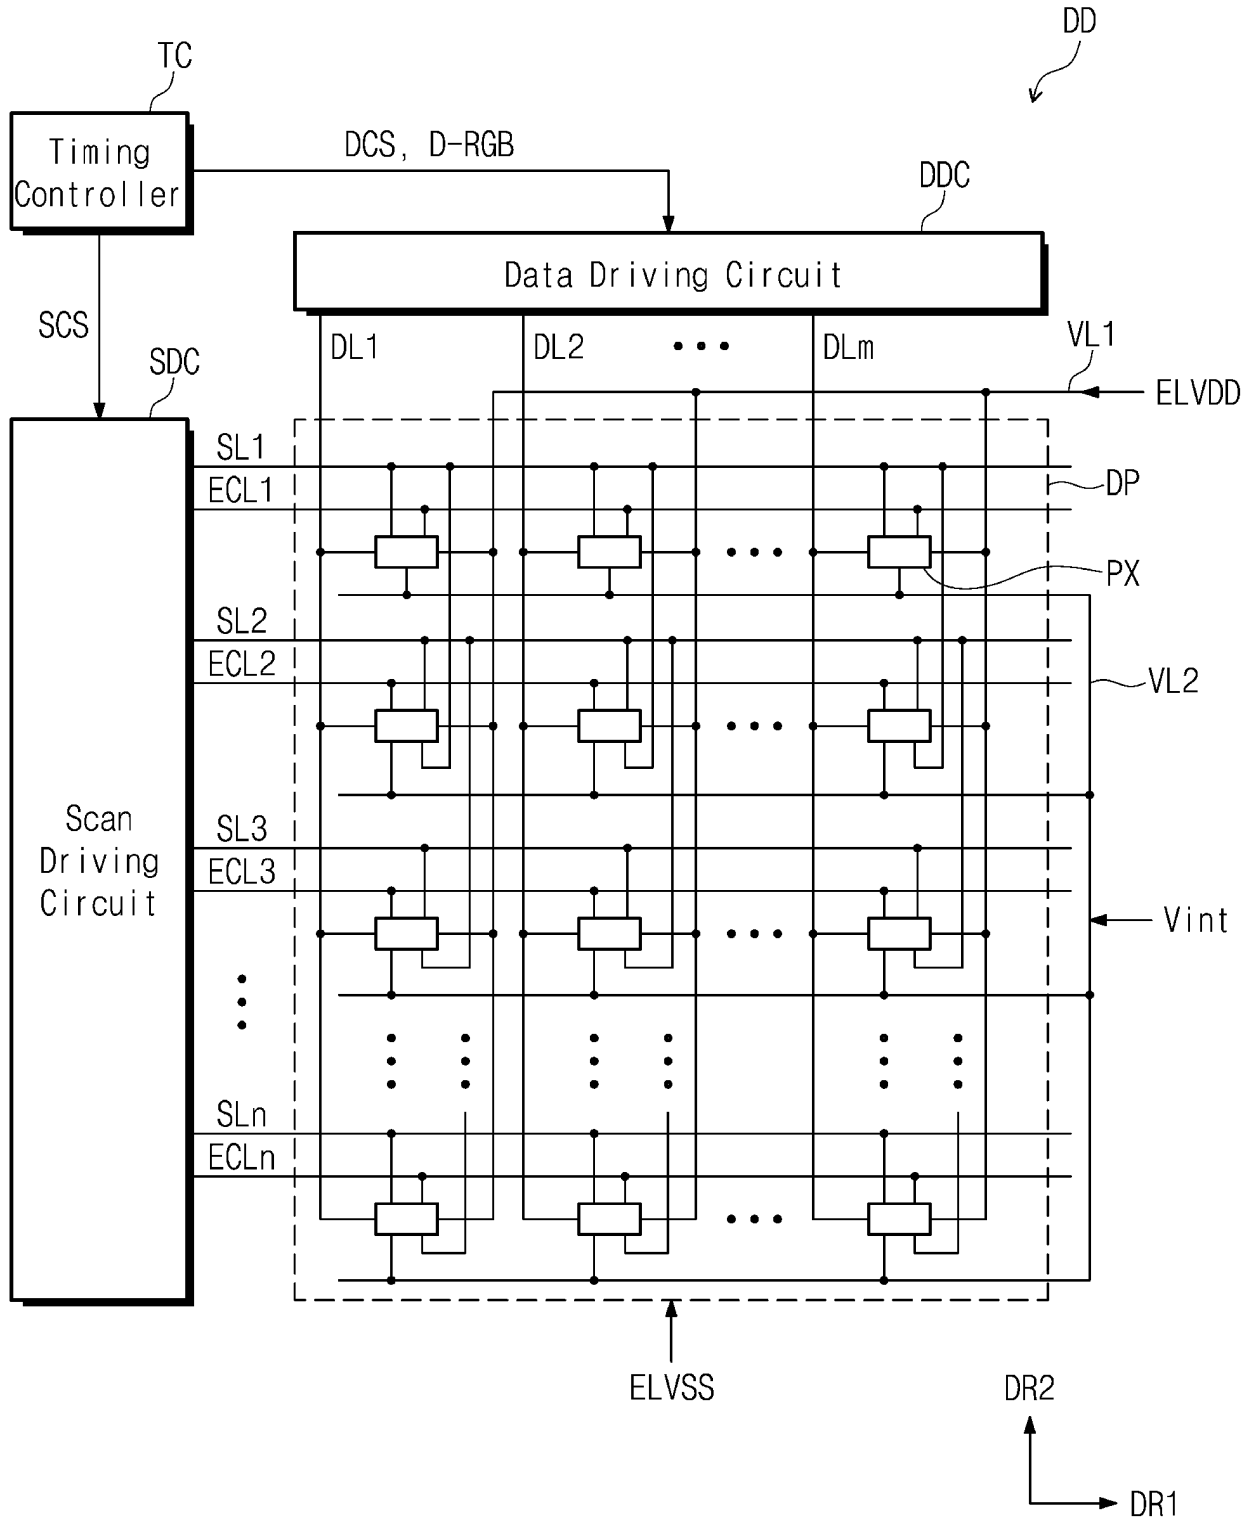 DD
TC
Timing
Controller
DCS, D-RGB
DDC
Data Driving Circuit
SCS
SDC
DL1
DL2
DLm
VL1
ELVDD
SL1
ECL1
DP
PX
SL2
ECL2
VL2
Scan
Driving
Circuit
SL3
ECL3
Vint
SLn
ECLn
ELVSS
DR2
DR1